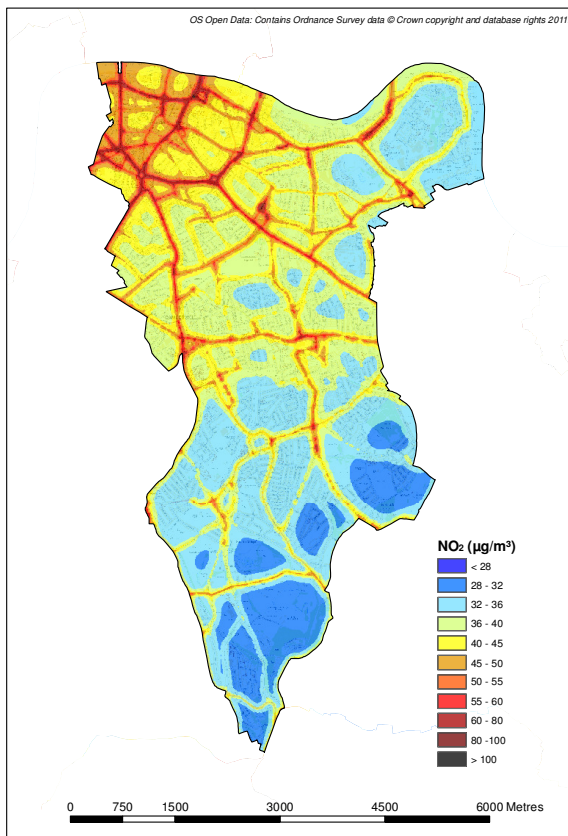 OS Open Data: Contains Ordnance Survey data © Crown copyright and database rights 2011
NO₂ (µg/m³)
< 28
28 - 32
32 - 36
36 - 40
40 - 45
45 - 50
50 - 55
55 - 60
60 - 80
80 -100
> 100
0 750 1500 3000 4500 6000 Metres